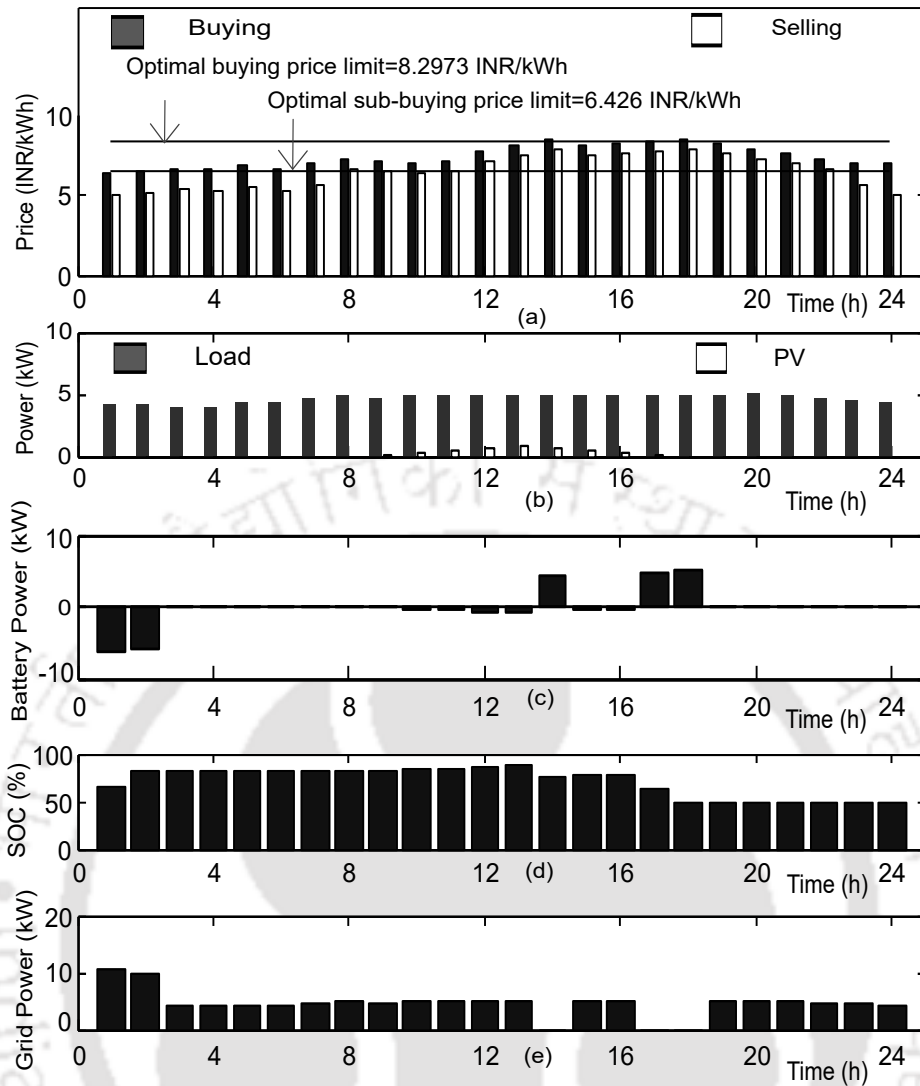 Buying Selling
Optimal buying price limit=8.2973 INR/kWh
Optimal sub-buying price limit=6.426 INR/kWh
Price (INR/kWh)
10
5
0
0 4 8 12 16 20 Time (h) 24
(a)
Load PV
Power (kW)
10
5
0
0 4 8 12 16 20 24
(b) Time (h)
Battery Power (kW)
10
0
-10
0 4 8 12 16 20 24
(c) Time (h)
SOC (%)
100
50
0
0 4 8 12 16 20 24
(d) Time (h)
Grid Power (kW)
20
10
0
0 4 8 12 (e) 16 20 24
Time (h)